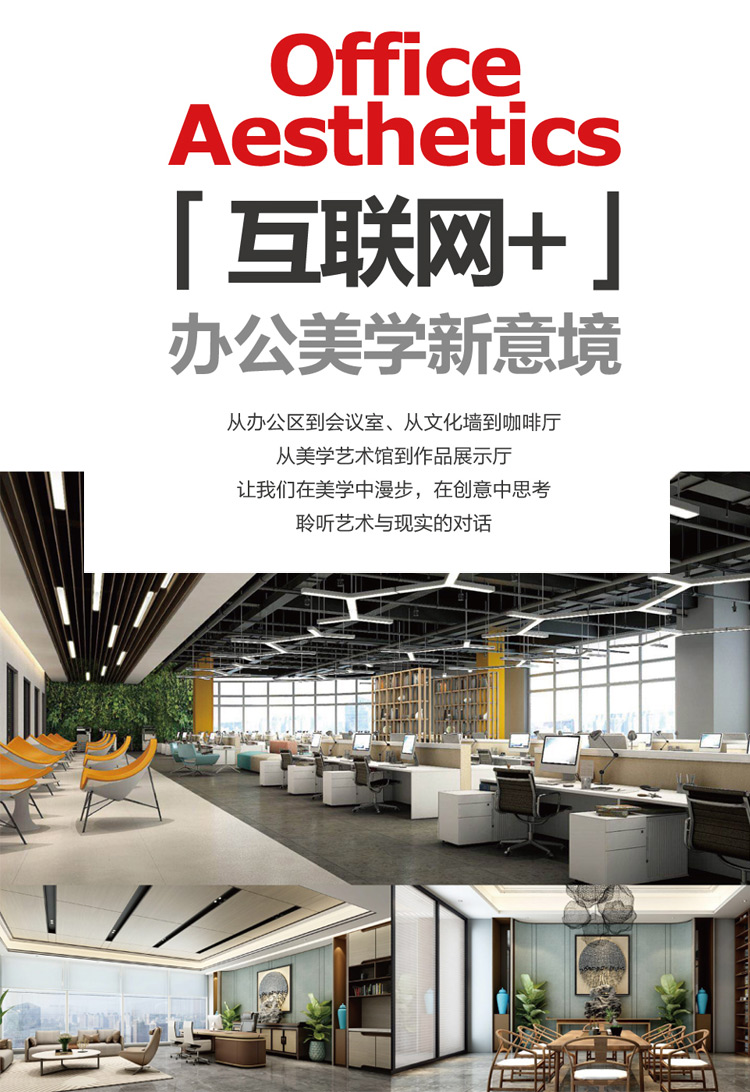 Office
Aesthetics
「互联网+」
办公美学新意境
从办公区到会议室、从文化墙到咖啡厅
从美学艺术馆到作品展示厅
让我们在美学中漫步，在创意中思考
聆听艺术与现实的对话